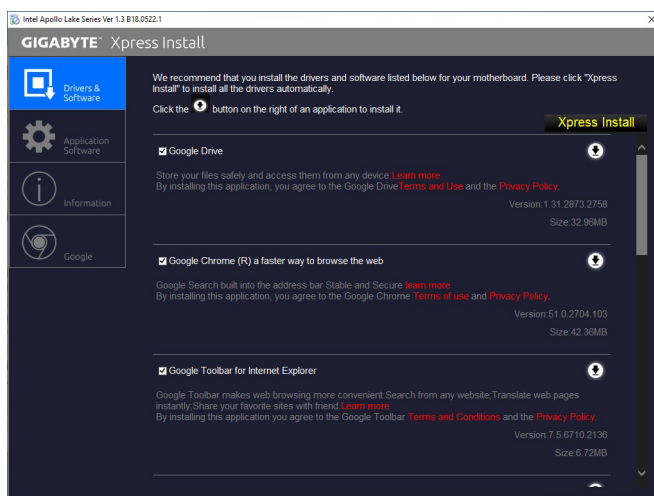 Intel Apollo Lake Series Ver 1.3 B18.0522.1
GIGABYTE™ Xpress Install
Drivers &
Software
Application
Software
Information
Google
We recommend that you install the drivers and software listed below for your motherboard. Please click "Xpress
Install" to install all the drivers automatically.
Click the button on the right of an application to install it.
Xpress Install
Google Drive
Store your files safely and access them from any device.Learn more
By installing this application, you agree to the Google DriveTerms and Use and the Privacy Policy.
Version:1.31.2873.2758
Size:32.96MB
Google Chrome (R) a faster way to browse the web
Google Search built into the address bar Stable and Secure learn more
By installing this application, you agree to the Google Chrome Terms of use and Privacy Policy.
Version:51.0.2704.103
Size:42.36MB
Google Toolbar for Internet Explorer
Google Toolbar makes web browsing more convenient:Search from any website;Translate web pages
instantly;Share your favorite sites with friend.Learn more
By installing this application you agree to the Google Toolbar Terms and Conditions and the Privacy Policy.
Version:7.5.6710.2136
Size:6.72MB